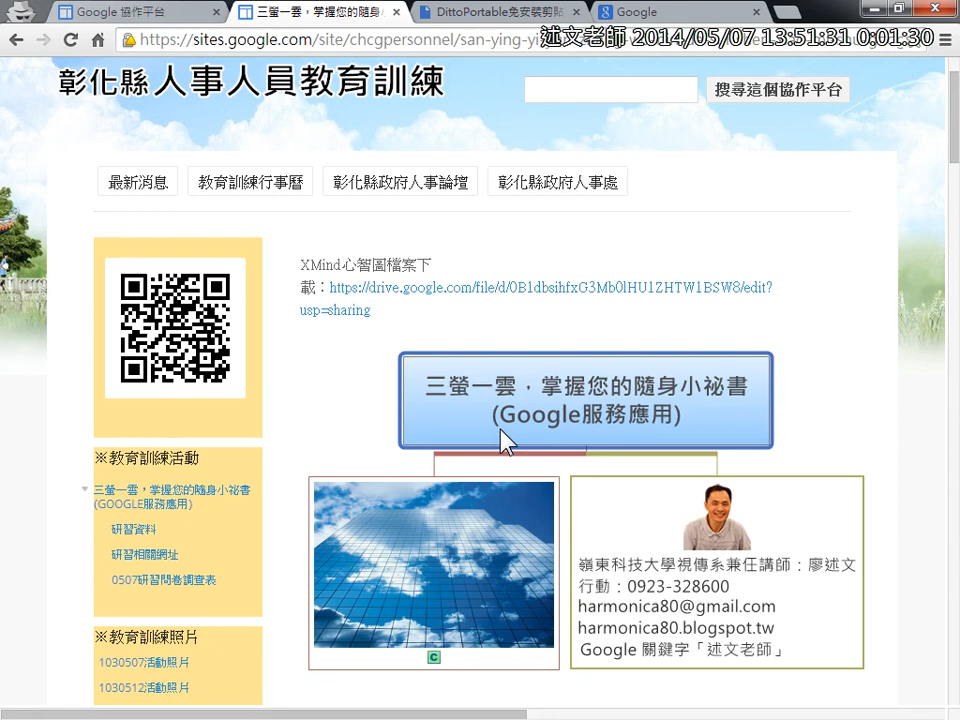 Google 協作平台
三螢一雲，掌握您的隨身
DittoPortable免安裝剪貼
Google
https://sites.google.com/site/chcgpersonnel/san-ying-yi
述文老師 2014/05/07 13:51:31 0:01:30
彰化縣人事人員教育訓練
搜尋這個協作平台
最新消息
教育訓練行事曆
彰化縣政府人事論壇
彰化縣政府人事處
XMind心智圖檔案下
載：https://drive.google.com/file/d/0B1dbsihfxG3Mb0lHU1ZHTW1BSW8/edit?
usp=sharing
三螢一雲，掌握您的隨身小祕書
(Google服務應用)
※教育訓練活動
三螢一雲，掌握您的隨身小祕書
(GOOGLE服務應用)
研習資料
研習相關網址
0507研習問卷調查表
※教育訓練照片
1030507活動照片
1030512活動照片
C
嶺東科技大學視傳系兼任講師：廖述文
行動：0923-328600
harmonica80@gmail.com
harmonica80.blogspot.tw
Google 關鍵字「述文老師」